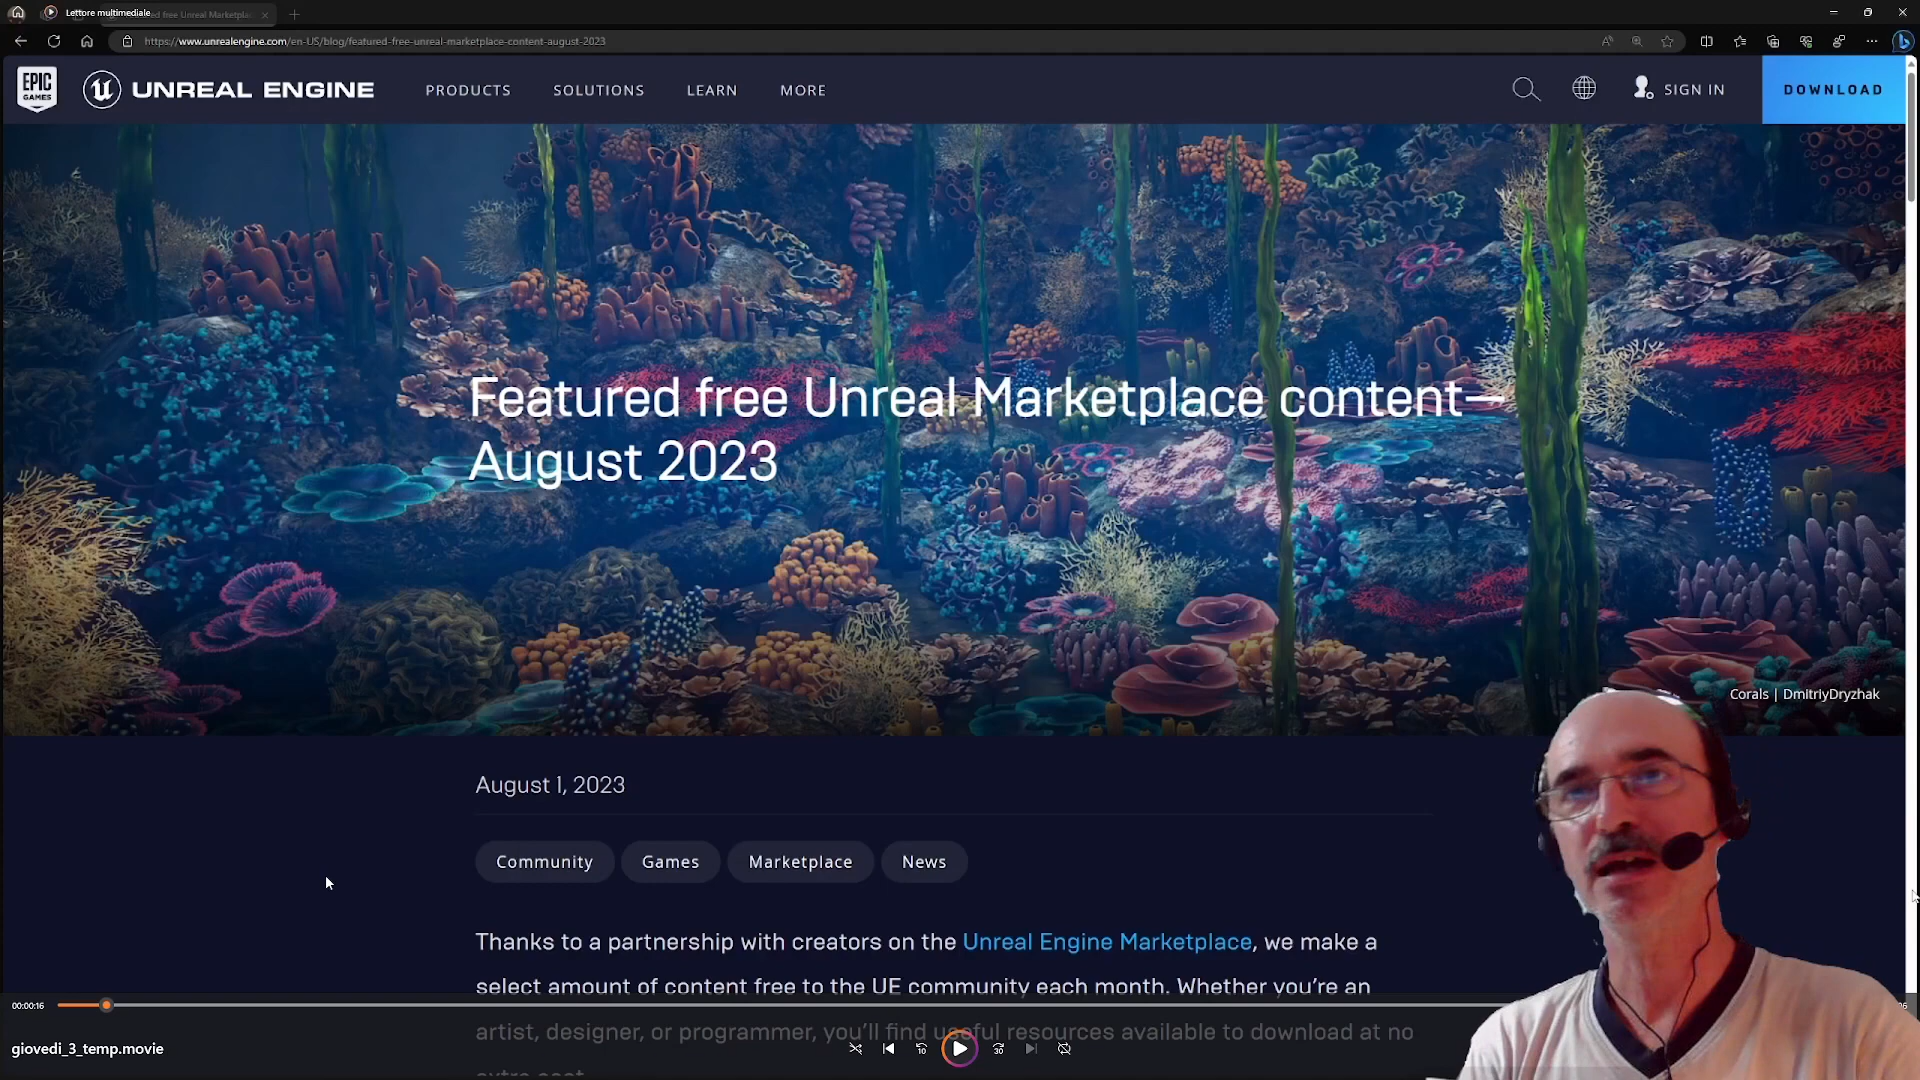 Lettore multimediale
https://www.unrealengine.com/en-US/blog/featured-free-unreal-marketplace-content-august-2023
EPIC GAMES
UNREAL ENGINE
PRODUCTS
SOLUTIONS
LEARN
MORE
SIGN IN
DOWNLOAD
Featured free Unreal Marketplace content—
August 2023
Corals | DmitriyDryzhak
August 1, 2023
Community
Games
Marketplace
News
Thanks to a partnership with creators on the Unreal Engine Marketplace, we make a
select amount of content free to the UE community each month. Whether you're an
00:00:16
artist, designer, or programmer, you'll find useful resources available to download at no
giovedi_3_temp.movie
10
30